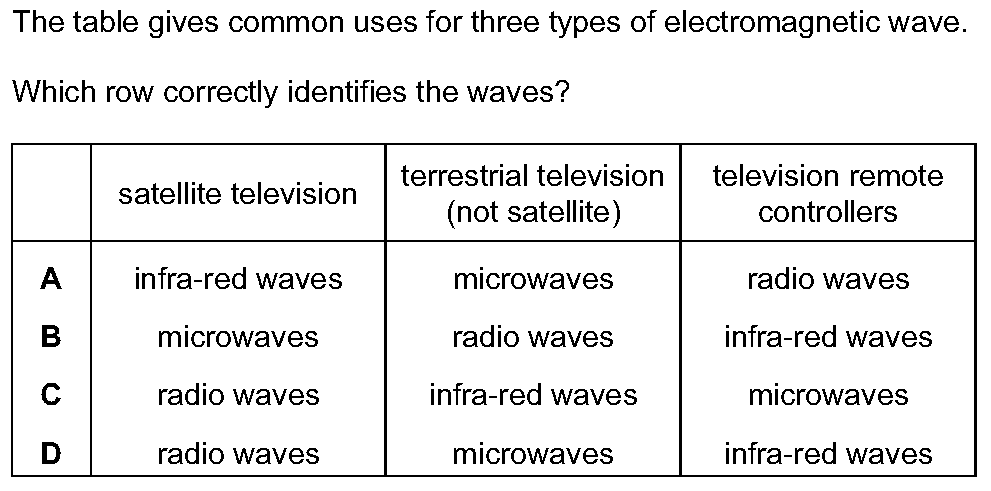 The table gives common uses for three types of electromagnetic wave.
Which row correctly identifies the waves?
satellite television terrestrial television (not satellite) television remote controllers
A infra-red waves microwaves radio waves
B microwaves radio waves infra-red waves
C radio waves infra-red waves microwaves
D radio waves microwaves infra-red waves